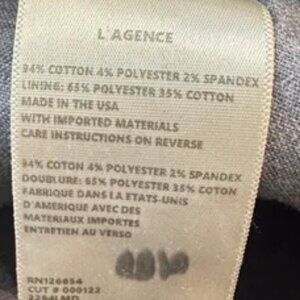 L'AGENCE
94% COTTON 4% POLYESTER 2% SPANDEX
LINING: 65% POLYESTER 35% COTTON
MADE IN THE USA
WITH IMPORTED MATERIALS
CARE INSTRUCTIONS ON REVERSE
94% COTON 4% POLYESTER 2% SPANDEX
DOUBLURE: 65% POLYESTER 35% COTON
FABRIQUE DANS LA ETATS-UNIS
D'AMERIQUE AVEC DES
MATERIAUX IMPORTES
ENTRETIEN AU VERSO
RN126654
CUT # 000122
2294LMD